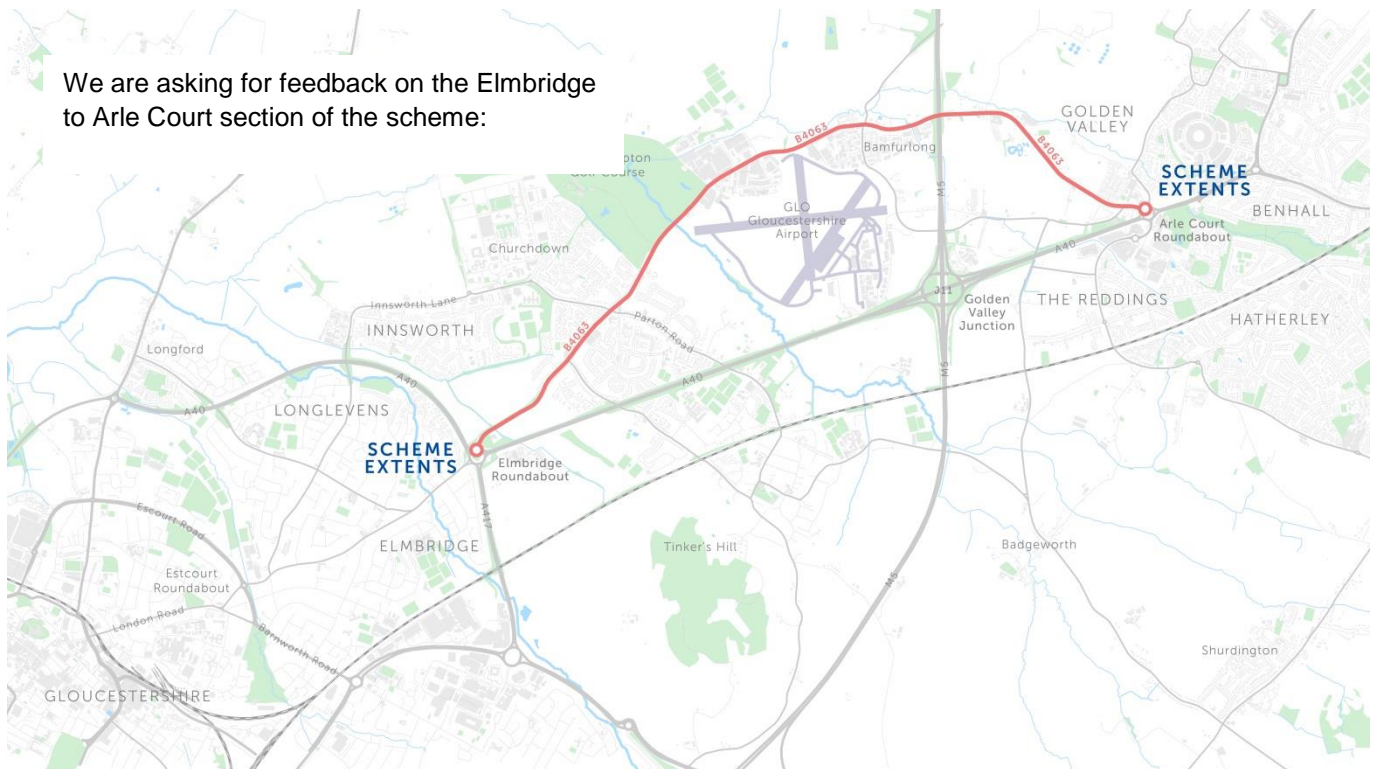 We are asking for feedback on the Elmbridge
to Arle Court section of the scheme:
GOLDEN
VALLEY
B4063
Bamfurlong
B4063
SCHEME
EXTENTS
BENHALL
Course
GLO
Gloucestershire
Airport
M5
Arle Court
Roundabout
A40
Churchdown
J11
Golden
Valley
Junction
THE REDDINGS
HATHERLEY
Innsworth Lane
INNSWORTH
Parton Road
B4063
Longford
A40
A40
A40
M5
LONGLEVENS
SCHEME
EXTENTS
Elmbridge
Roundabout
A417
Escourt Road
ELMBRIDGE
Tinker's Hill
Badgeworth
Estcourt
Roundabout
M5
London Road
Barnworth Road
Shurdington
GLOUCESTERSHIRE